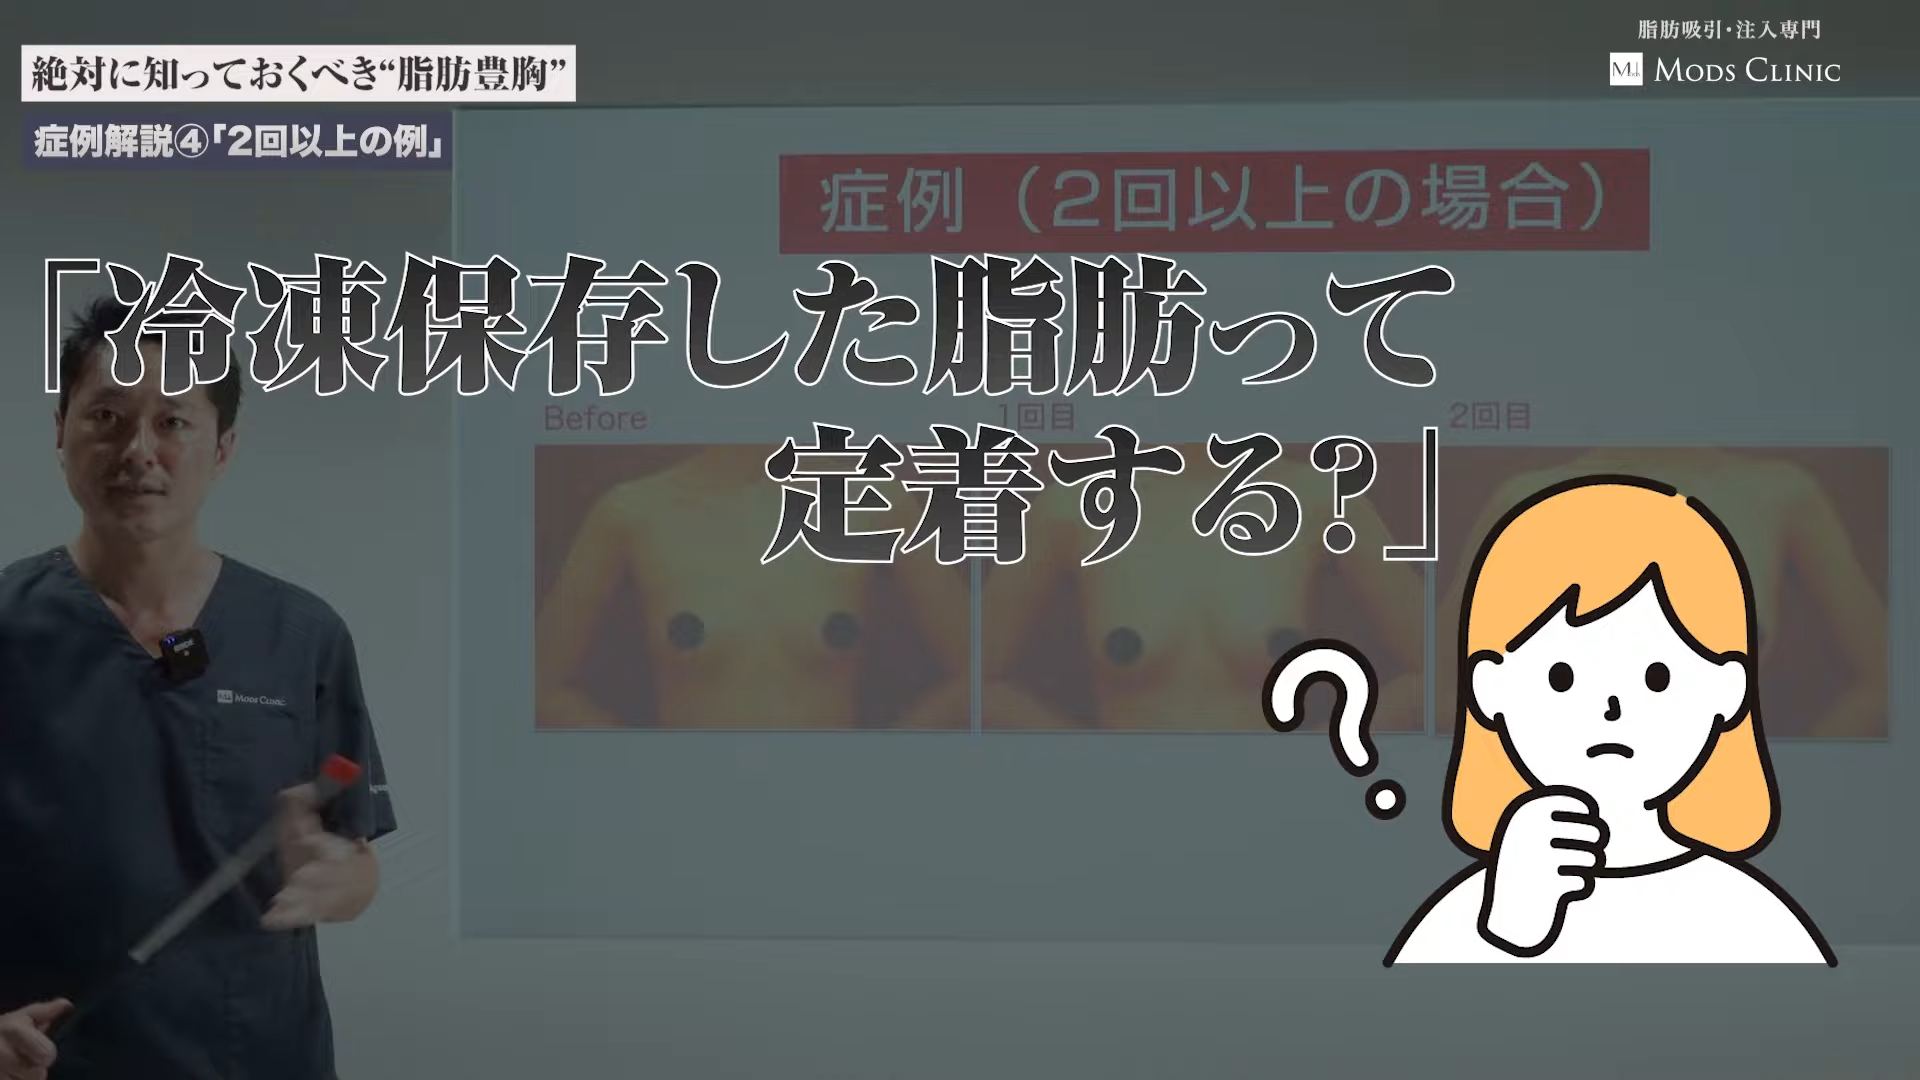 脂肪吸引・注入専門
MODS CLINIC
絶対に知っておくべき“脂肪豊胸”
症例解説④「2回以上の例」
症例（2回以上の場合）
「冷凍保存した脂肪って
定着する?」
Before
1回目
2回目
MODS CLINIC